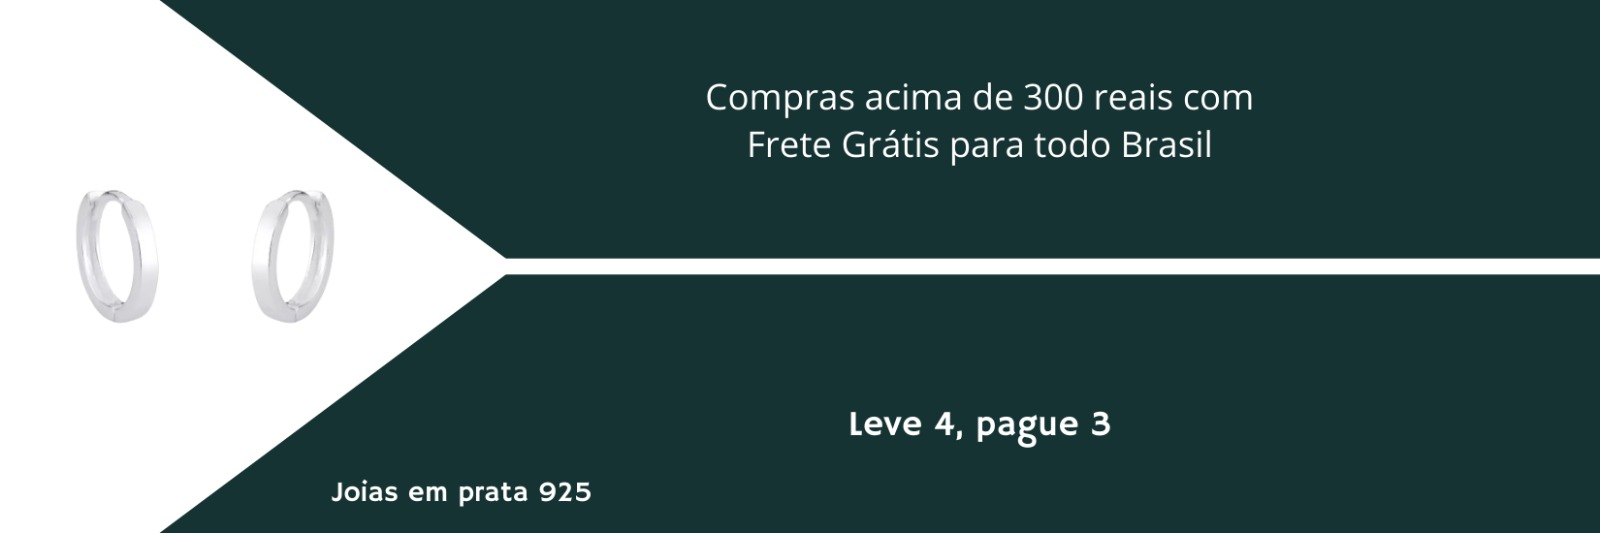 Compras acima de 300 reais com
Frete Grátis para todo Brasil
Leve 4, pague 3
Joias em prata 925